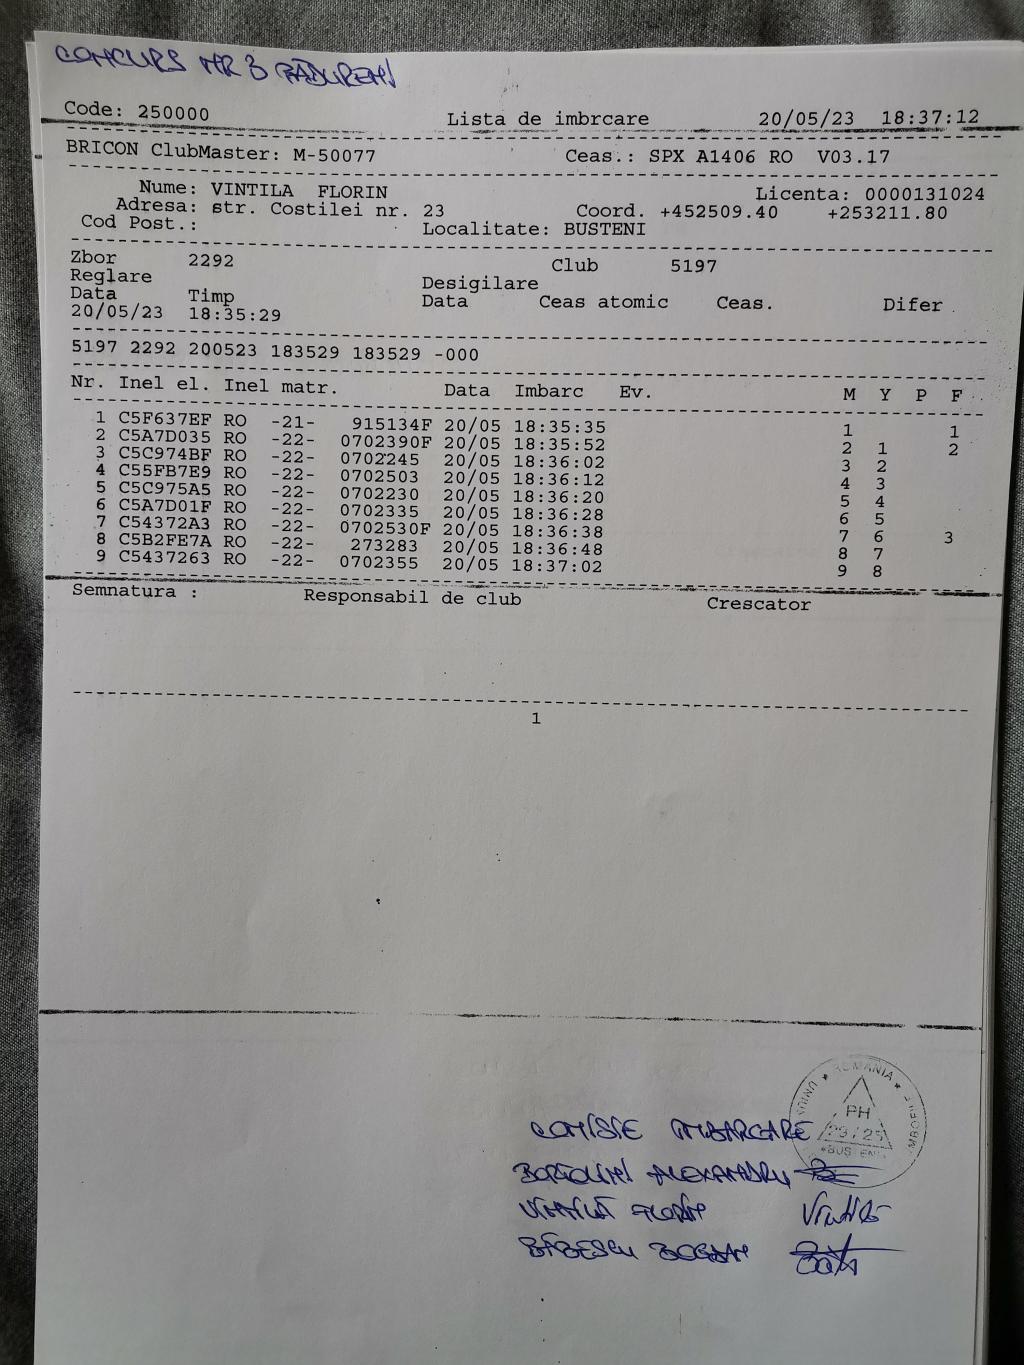 CONCURS NR 3 PĂDURENI
Code: 250000 Lista de imbrcare 20/05/23 18:37:12
BRICON ClubMaster: M-50077 Ceas.: SPX A1406 RO V03.17
Nume: VINTILA FLORIN Licenta: 0000131024
Adresa: str. Costilei nr. 23 Coord. +452509.40 +253211.80
Cod Post.: Localitate: BUSTENI
Zbor 2292 Club 5197
Reglare Desigilare
Data Timp Data Ceas atomic Ceas. Difer
20/05/23 18:35:29
5197 2292 200523 183529 183529 -000
Nr. Inel el. Inel matr. Data Imbarc Ev. M Y P F
1 C5F637EF RO -21- 915134F 20/05 18:35:35 1 1
2 C5A7D035 RO -22- 0702390F 20/05 18:35:52 2 1 2
3 C5C974BF RO -22- 0702245 20/05 18:36:02 3 2
4 C55FB7E9 RO -22- 0702503 20/05 18:36:12 4 3
5 C5C975A5 RO -22- 0702230 20/05 18:36:20 5 4
6 C5A7D01F RO -22- 0702335 20/05 18:36:28 6 5
7 C54372A3 RO -22- 0702530F 20/05 18:36:38 7 6 3
8 C5B2FE7A RO -22- 273283 20/05 18:36:48 8 7
9 C5437263 RO -22- 0702355 20/05 18:37:02 9 8
Semnatura : Responsabil de club Crescator
1
ROMANIA
PH
BUSTENI
COMISIE IMBARCARE
ALEXANDRU
VINTILĂ FLORIN
BĂBESCU BOGDAN